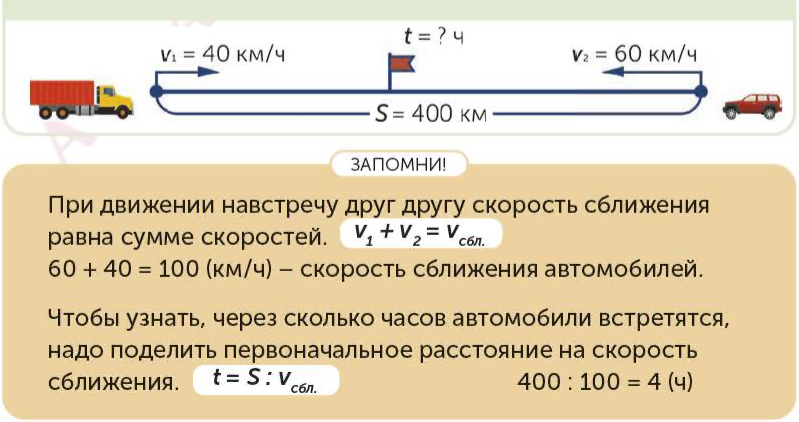 t = ? ч
v₁ = 40 км/ч
v₂ = 60 км/ч
S = 400 км
ЗАПОМНИ!
При движении навстречу друг другу скорость сближения
равна сумме скоростей. v₁ + v₂ = v сбл.
60 + 40 = 100 (км/ч) – скорость сближения автомобилей.
Чтобы узнать, через сколько часов автомобили встретятся,
надо поделить первоначальное расстояние на скорость
сближения. t = S : v сбл. 400 : 100 = 4 (ч)